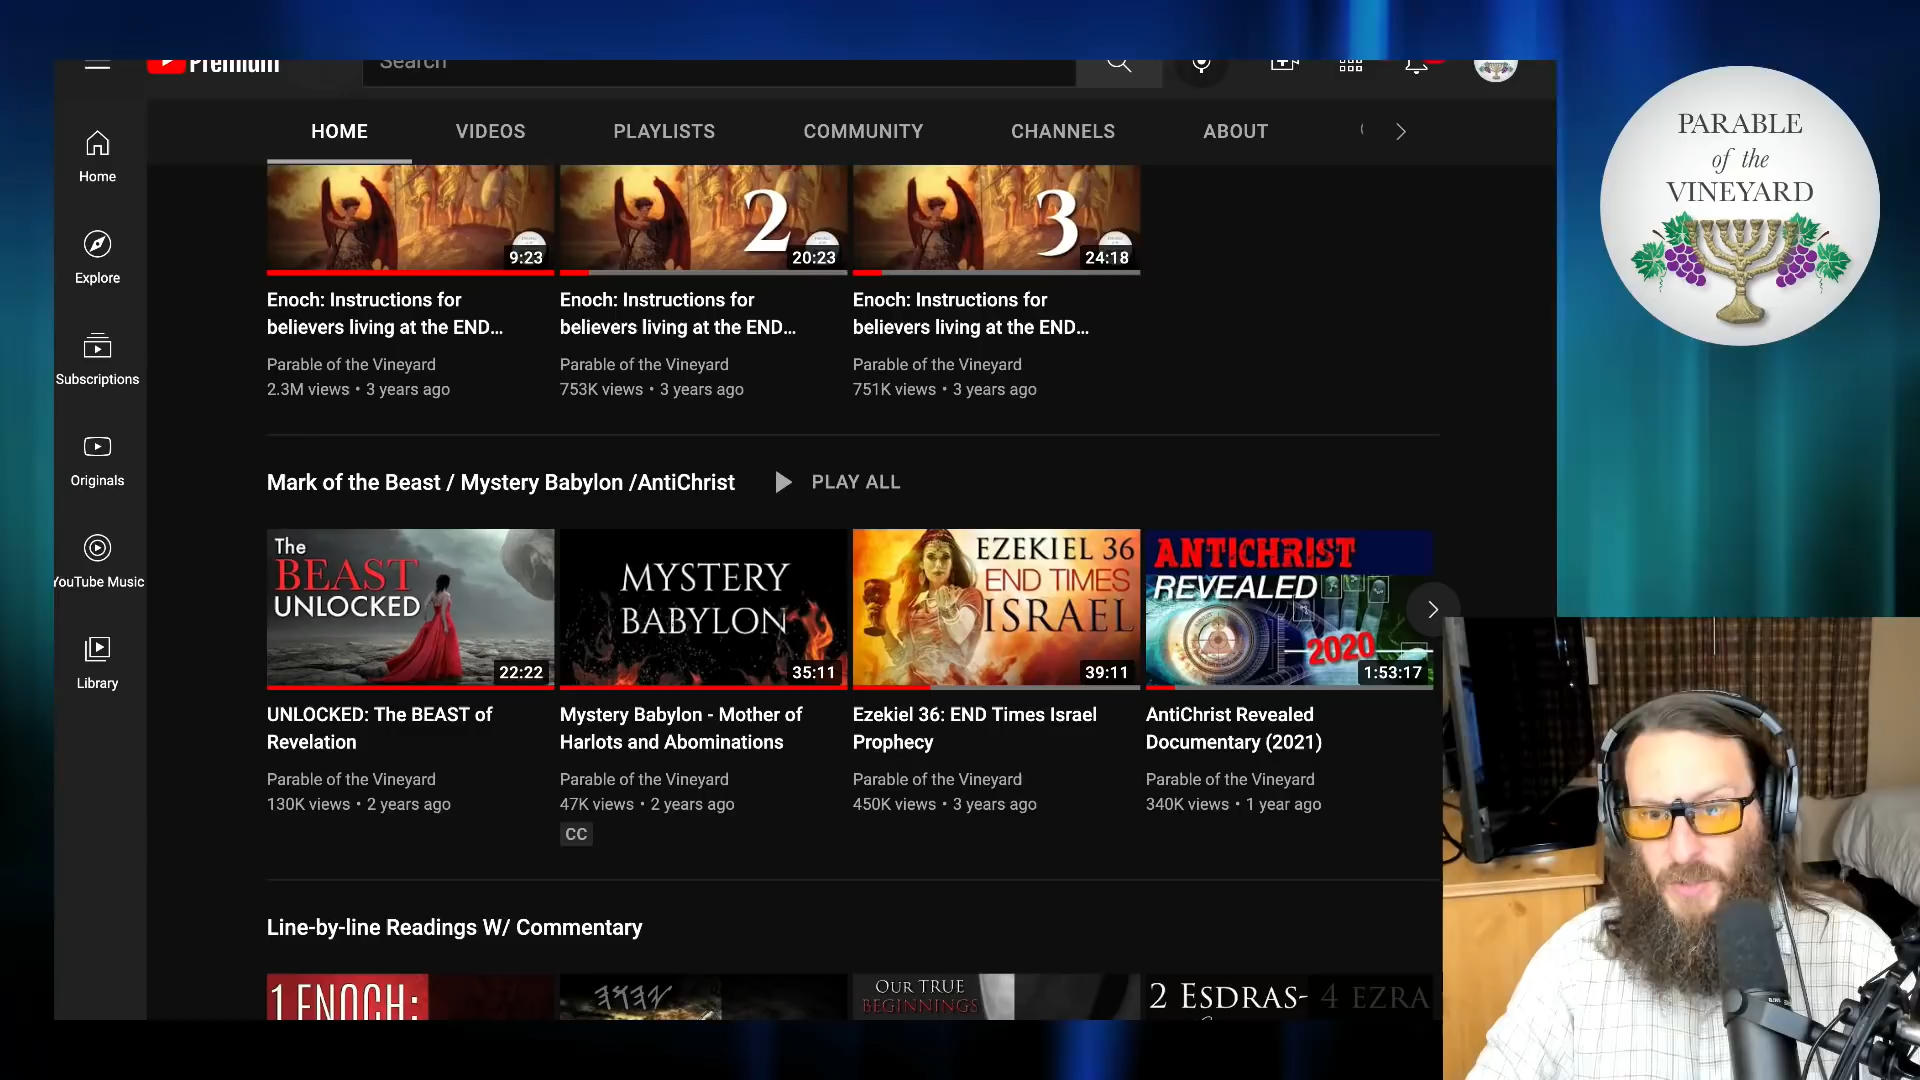 Premium
Search
PARABLE
of the
VINEYARD
HOME
VIDEOS
PLAYLISTS
COMMUNITY
CHANNELS
ABOUT
Home
Explore
Subscriptions
Originals
YouTube Music
Library
9:23
2
20:23
3
24:18
Enoch: Instructions for
believers living at the END...
Parable of the Vineyard
2.3M views • 3 years ago
Enoch: Instructions for
believers living at the END...
Parable of the Vineyard
753K views • 3 years ago
Enoch: Instructions for
believers living at the END...
Parable of the Vineyard
751K views • 3 years ago
Mark of the Beast / Mystery Babylon /AntiChrist
PLAY ALL
The
BEAST
UNLOCKED
22:22
MYSTERY
BABYLON
35:11
EZEKIEL 36
END TIMES
ISRAEL
39:11
ANTICHRIST
REVEALED
2020
1:53:17
UNLOCKED: The BEAST of
Revelation
Parable of the Vineyard
130K views • 2 years ago
Mystery Babylon - Mother of
Harlots and Abominations
Parable of the Vineyard
47K views • 2 years ago
CC
Ezekiel 36: END Times Israel
Prophecy
Parable of the Vineyard
450K views • 3 years ago
AntiChrist Revealed
Documentary (2021)
Parable of the Vineyard
340K views • 1 year ago
Line-by-line Readings W/ Commentary
1 ENOCH:
𐤉𐤄𐤅𐤄
OUR TRUE
BEGINNINGS
2 ESDRAS- 4 EZRA